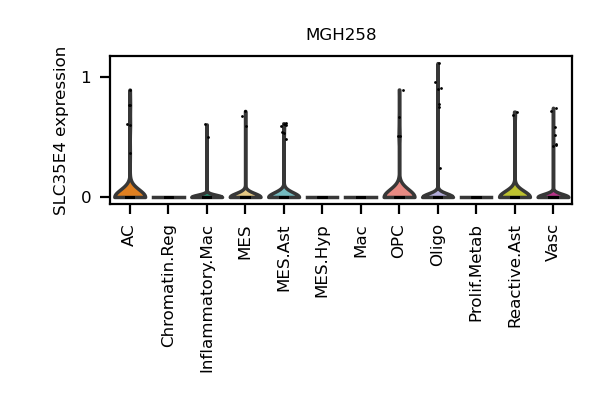 MGH258
SLC35E4 expression
1
0
AC
Chromatin.Reg
Inflammatory.Mac
MES
MES.Ast
MES.Hyp
Mac
OPC
Oligo
Prolif.Metab
Reactive.Ast
Vasc